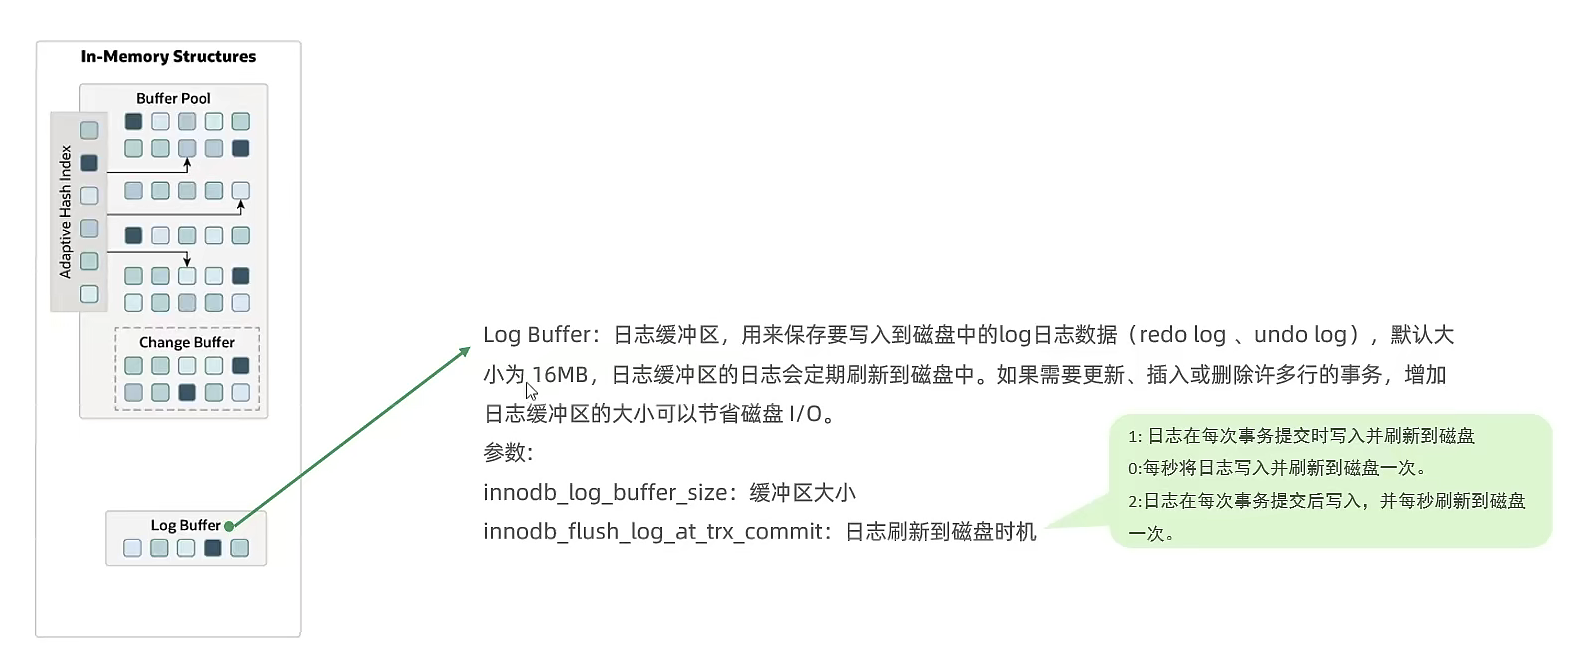 In-Memory Structures
Buffer Pool
Adaptive Hash Index
Change Buffer
Log Buffer
Log Buffer：日志缓冲区，用来保存要写入到磁盘中的log日志数据（redo log 、undo log），默认大
小为 16MB，日志缓冲区的日志会定期刷新到磁盘中。如果需要更新、插入或删除许多行的事务，增加
日志缓冲区的大小可以节省磁盘 I/O。
参数：
innodb_log_buffer_size：缓冲区大小
innodb_flush_log_at_trx_commit：日志刷新到磁盘时机
1: 日志在每次事务提交时写入并刷新到磁盘
0:每秒将日志写入并刷新到磁盘一次。
2:日志在每次事务提交后写入，并每秒刷新到磁盘
一次。